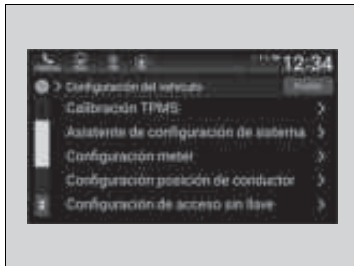 12:34
Configuración del vehículo
Calibración TPMS
Asistente de configuración de sistema
Configuración meter
Configuración posición de conductor
Configuración de acceso sin llave